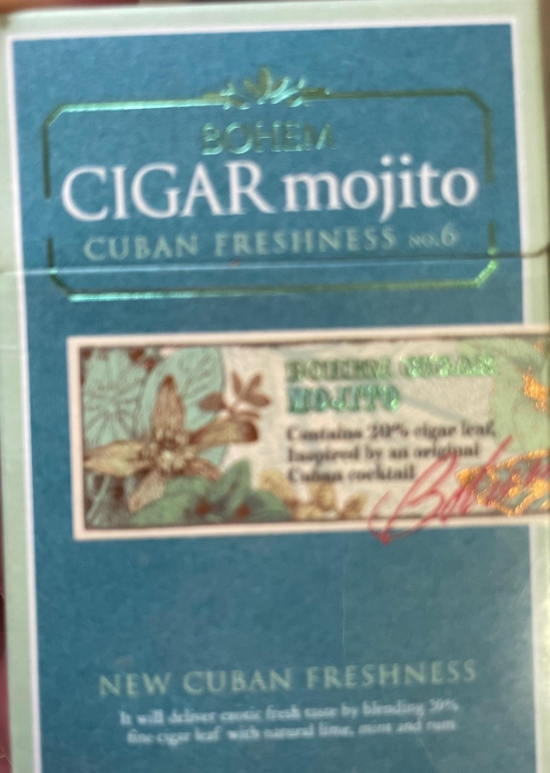 BOHEM
CIGAR mojito
CUBAN FRESHNESS NO.6
BOHEM CIGAR
MOJITO
Contains 20% cigar leaf,
Inspired by an original
Cuban cocktail
Bohem
NEW CUBAN FRESHNESS
It will deliver exotic fresh taste by blending 20%
fine cigar leaf with natural lime, mint and rum